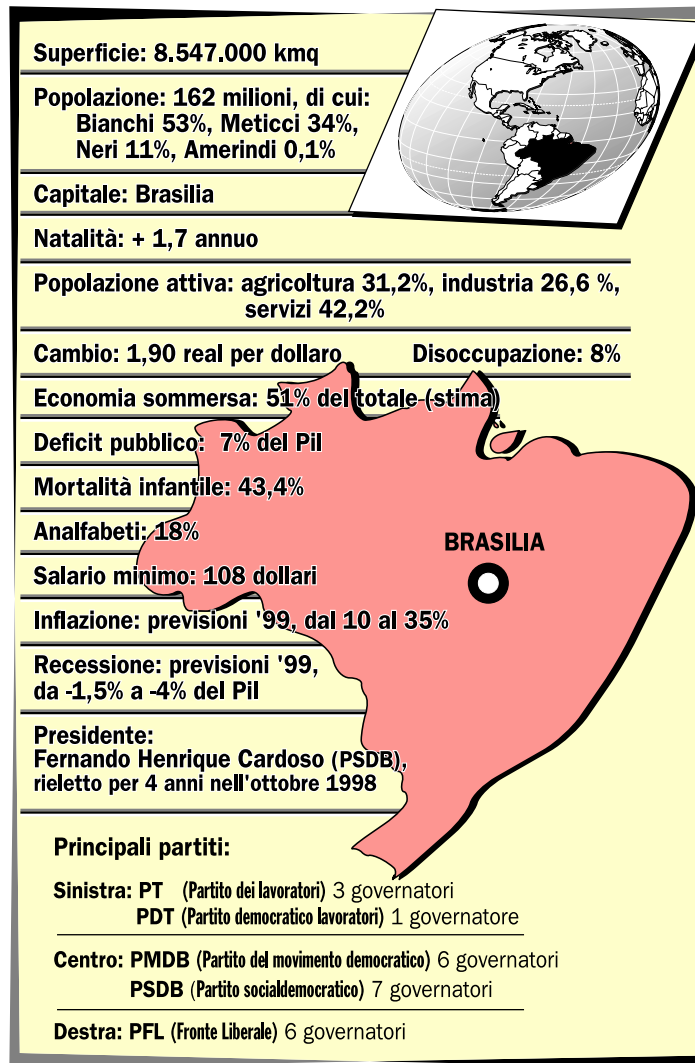 Superficie: 8.547.000 kmq
Popolazione: 162 milioni, di cui:
Bianchi 53%, Meticci 34%,
Neri 11%, Amerindi 0,1%
Capitale: Brasilia
Natalità: + 1,7 annuo
Popolazione attiva: agricoltura 31,2%, industria 26,6 %,
servizi 42,2%
Cambio: 1,90 real per dollaro Disoccupazione: 8%
Economia sommersa: 51% del totale (stima)
Deficit pubblico: 7% del Pil
Mortalità infantile: 43,4%
Analfabeti: 18%
BRASILIA
Salario minimo: 108 dollari
Inflazione: previsioni '99, dal 10 al 35%
Recessione: previsioni '99,
da -1,5% a -4% del Pil
Presidente:
Fernando Henrique Cardoso (PSDB),
rieletto per 4 anni nell'ottobre 1998
Principali partiti:
Sinistra: PT (Partito dei lavoratori) 3 governatori
PDT (Partito democratico lavoratori) 1 governatore
Centro: PMDB (Partito del movimento democratico) 6 governatori
PSDB (Partito socialdemocratico) 7 governatori
Destra: PFL (Fronte Liberale) 6 governatori